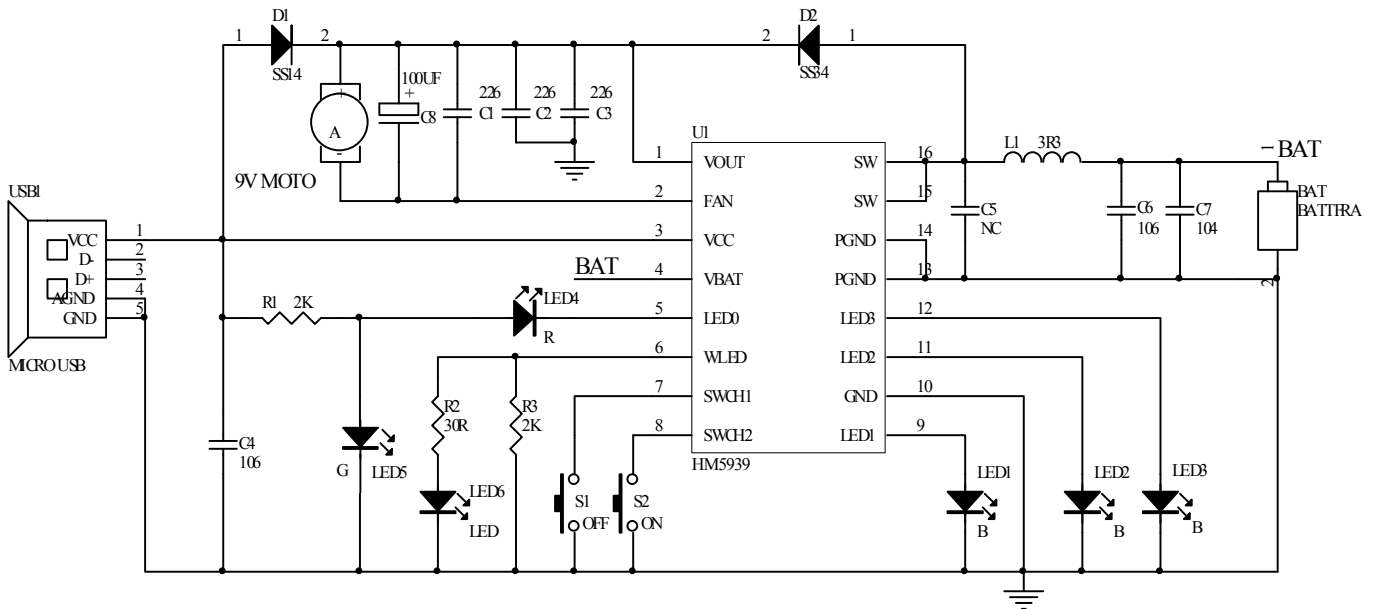 D1
1 2
SS14
D2
2 1
SS34
100UF
+
C8
226
C1
226
C2
226
C3
+
A
-
9V MOTO
U1
1 VOUT
2 FAN
3 VCC
4 VBAT
5 LED0
6 WLED
7 SWCH1
8 SWCH2
SW 16
SW 15
PGND 14
PGND 13
LED3 12
LED2 11
GND 10
LED1 9
HM5939
L1 3R3
1 BAT
BAT
BATTRA
2
C5
NC
C6
106
C7
104
USB1
VCC 1
D- 2
D+ 3
AGND 4
GND 5
MICRO USB
BAT
R1 2K
LED4
R
R2
30R
R3
2K
C4
106
G LED5
LED6
LED
S1
OFF
S2
ON
LED1
B
LED2
B
LED3
B